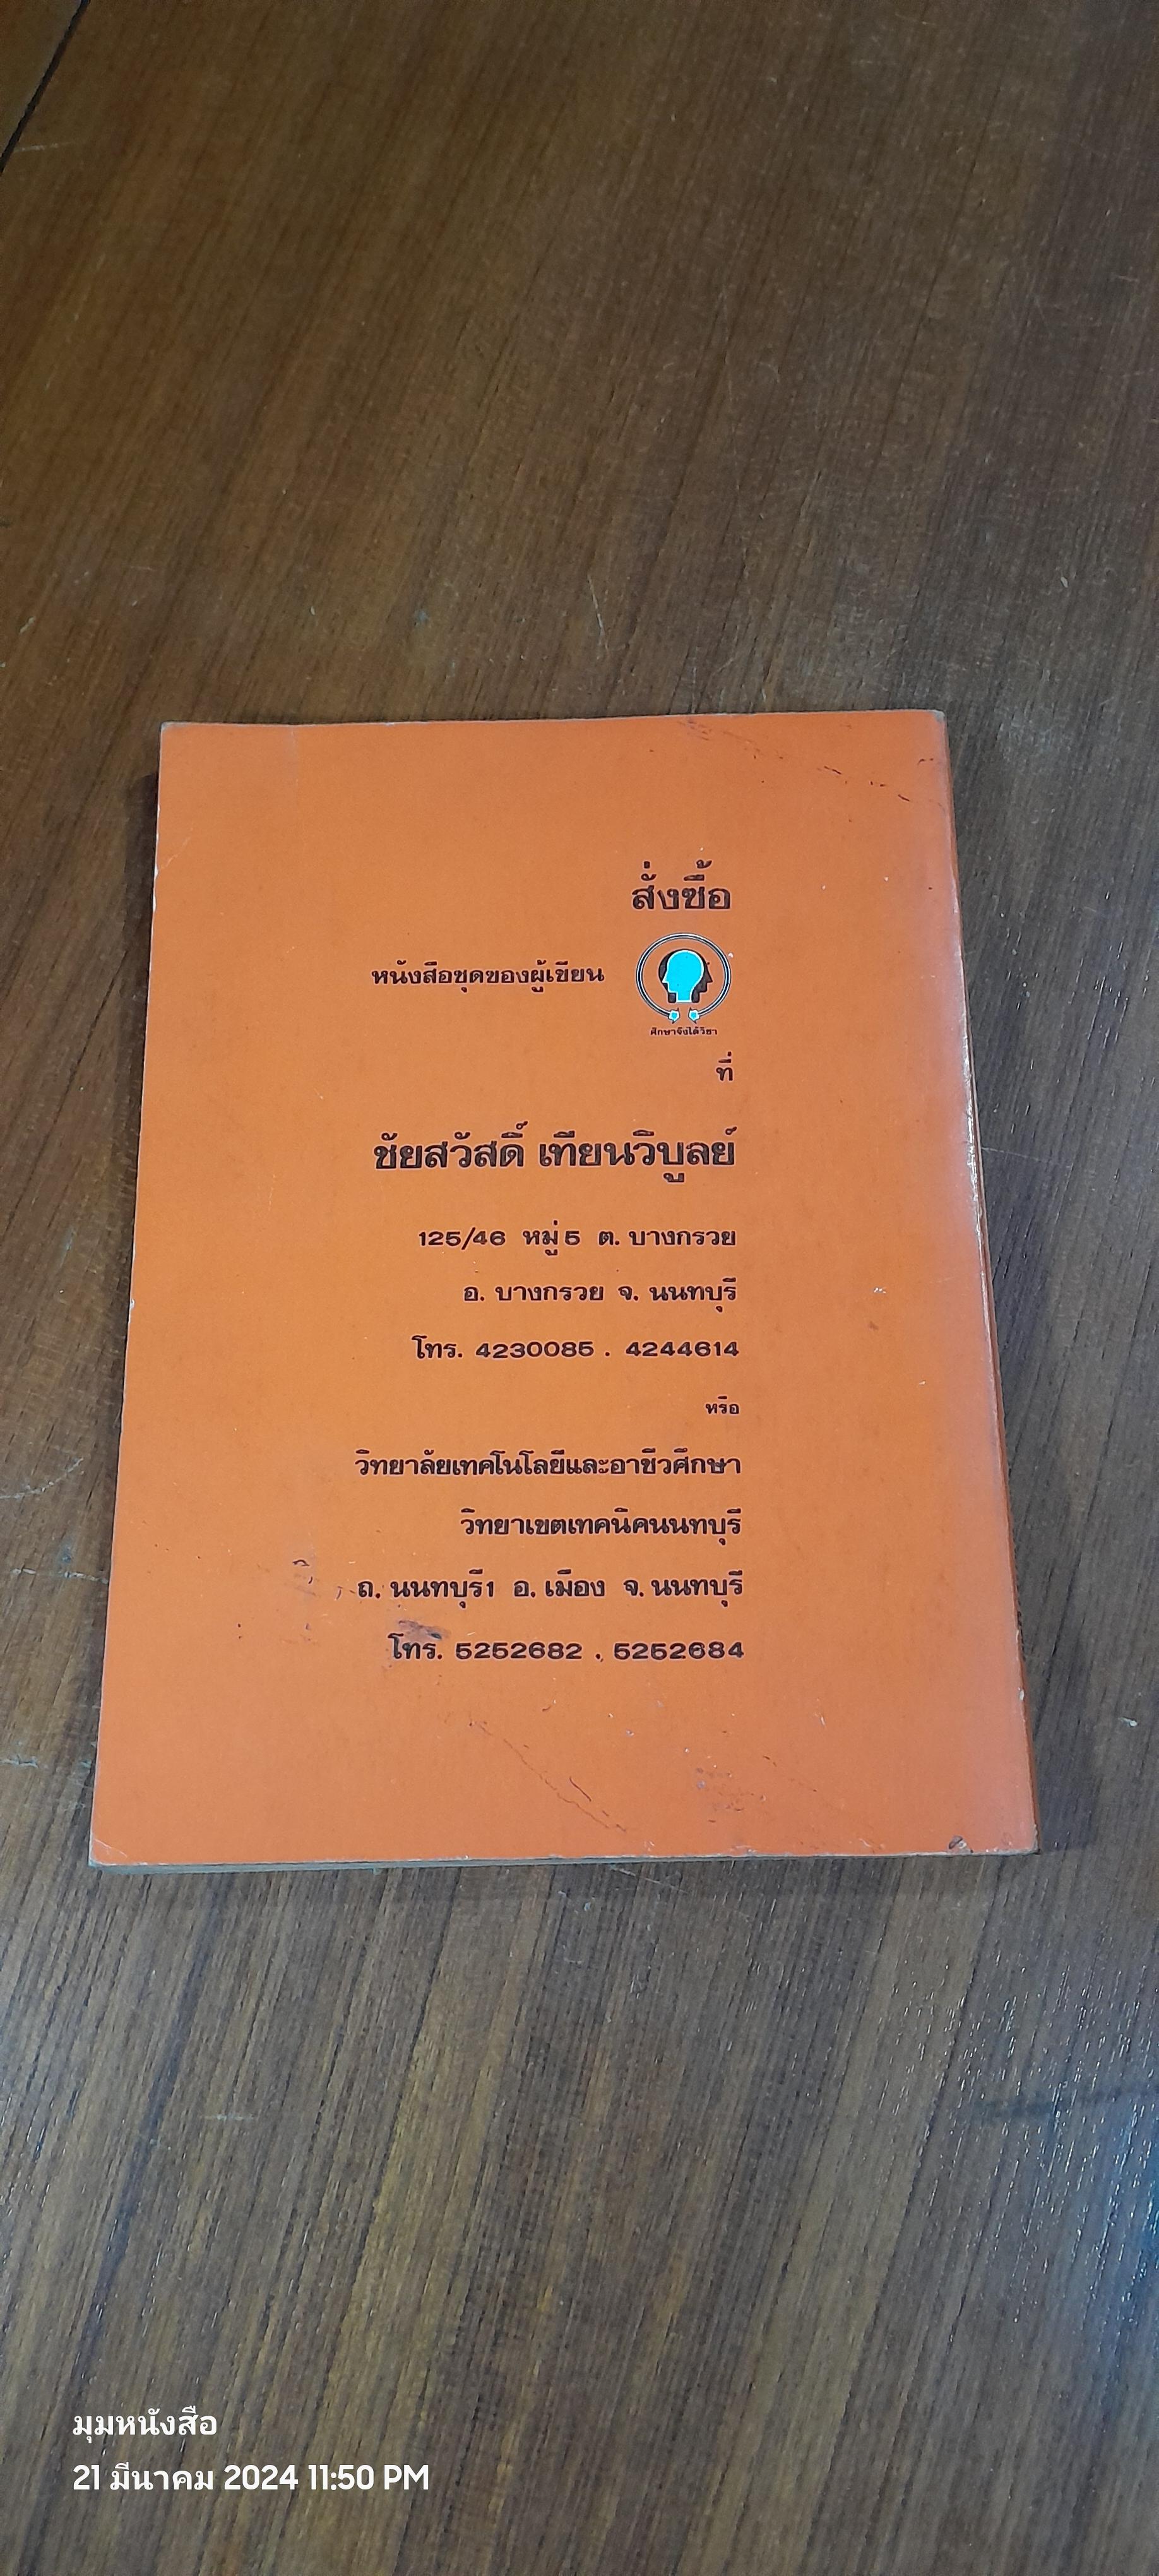 สั่งซื้อ
หนังสือชุดของผู้เขียน
ศึกษาจึงได้วิชา
ที่
ชัยสวัสดิ์ เทียนวิบูลย์
125/46 หมู่ 5 ต. บางกรวย
อ. บางกรวย จ. นนทบุรี
โทร. 4230085 . 4244614
หรือ
วิทยาลัยเทคโนโลยีและอาชีวศึกษา
วิทยาเขตเทคนิคนนทบุรี
ถ. นนทบุรี1 อ. เมือง จ. นนทบุรี
โทร. 5252682 . 5252684
มุมหนังสือ
21 มีนาคม 2024 11:50 PM